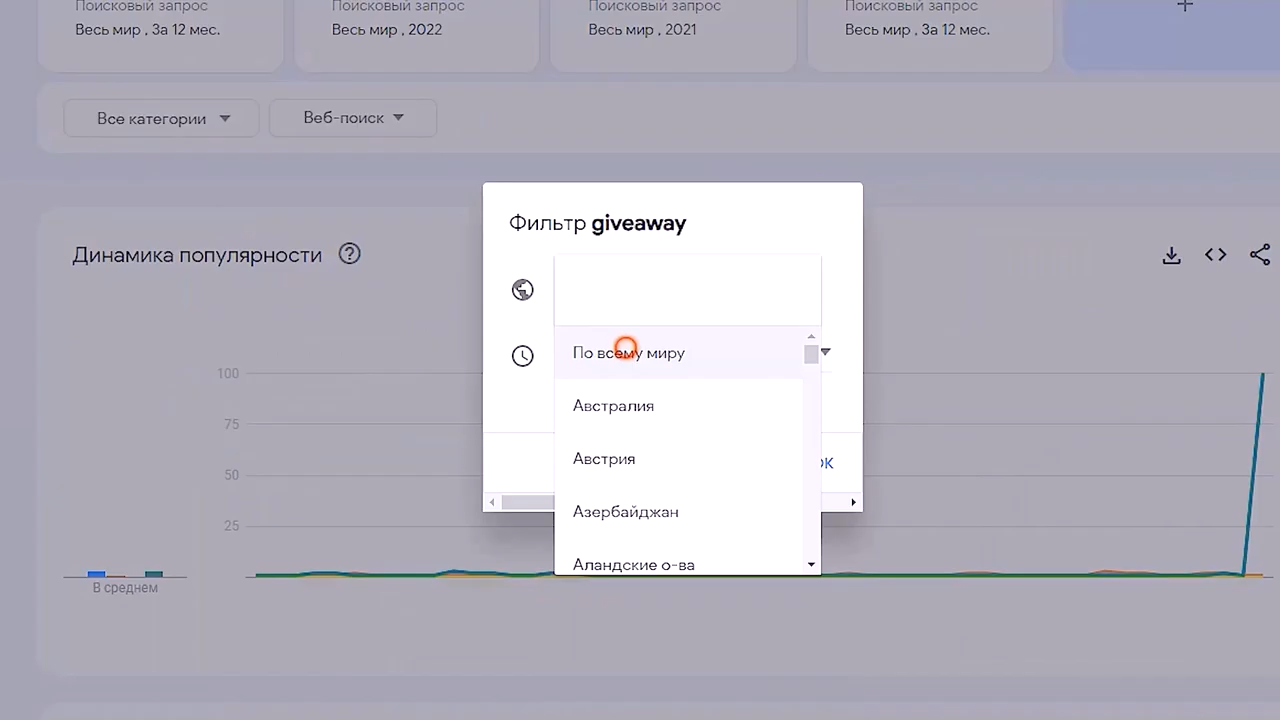 Поисковый запрос
Весь мир , За 12 мес.
Поисковый запрос
Весь мир , 2022
Поисковый запрос
Весь мир , 2021
Поисковый запрос
Весь мир , За 12 мес.
+
Все категории
Веб-поиск
Фильтр giveaway
Динамика популярности
По всему миру
Австралия
Австрия
Азербайджан
Аландские о-ва
ОК
100
75
50
25
В среднем